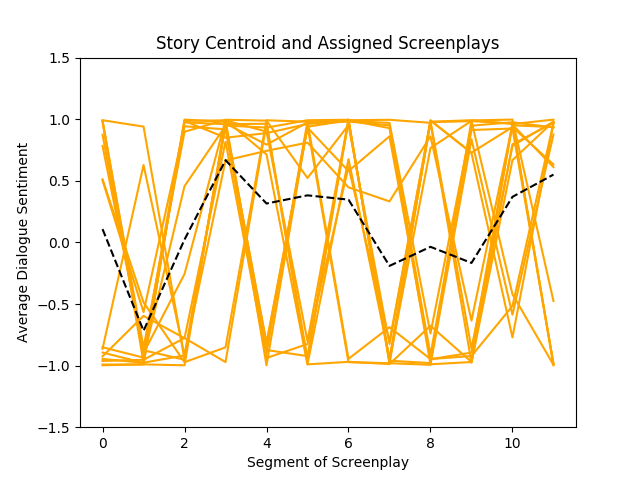 Story Centroid and Assigned Screenplays
1.5
1.0
0.5
0.0
−0.5
−1.0
−1.5
Average Dialogue Sentiment
0 2 4 6 8 10
Segment of Screenplay